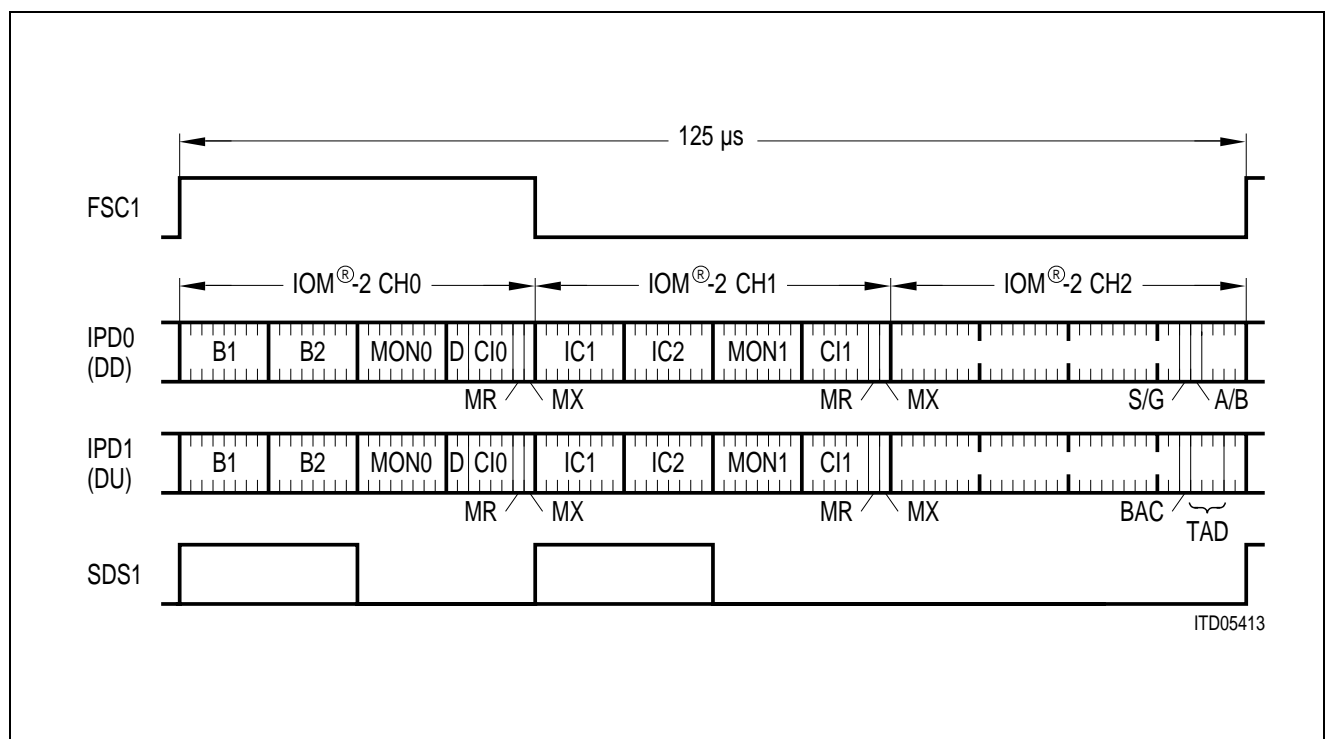 125 µs
FSC1
IOM®-2 CH0 IOM®-2 CH1 IOM®-2 CH2
IPD0
(DD)
B1 B2 MON0 D CI0 IC1 IC2 MON1 CI1
MR MX MR MX S/G A/B
IPD1
(DU)
B1 B2 MON0 D CI0 IC1 IC2 MON1 CI1
MR MX MR MX BAC TAD
SDS1
ITD05413